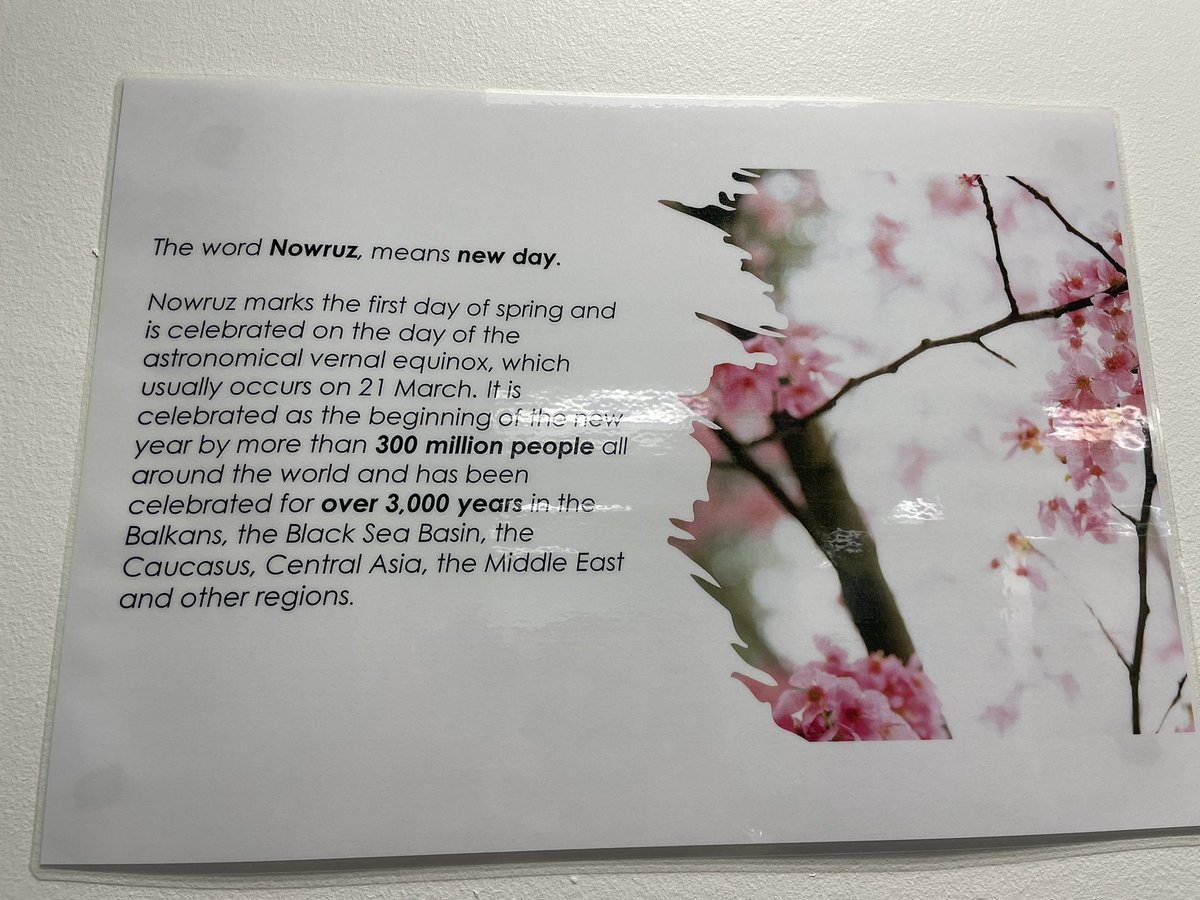 The word Nowruz, means new day.
Nowruz marks the first day of spring and
is celebrated on the day of the
astronomical vernal equinox, which
usually occurs on 21 March. It is
celebrated as the beginning of the new
year by more than 300 million people all
around the world and has been
celebrated for over 3,000 years in the
Balkans, the Black Sea Basin, the
Caucasus, Central Asia, the Middle East
and other regions.